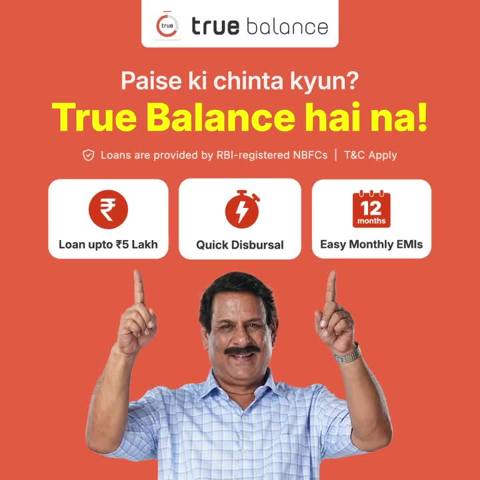 true
true balance
Paise ki chinta kyun?
True Balance hai na!
Loans are provided by RBI-registered NBFCs | T&C Apply
₹
12
months
Loan upto ₹5 Lakh
Quick Disbursal
Easy Monthly EMIs